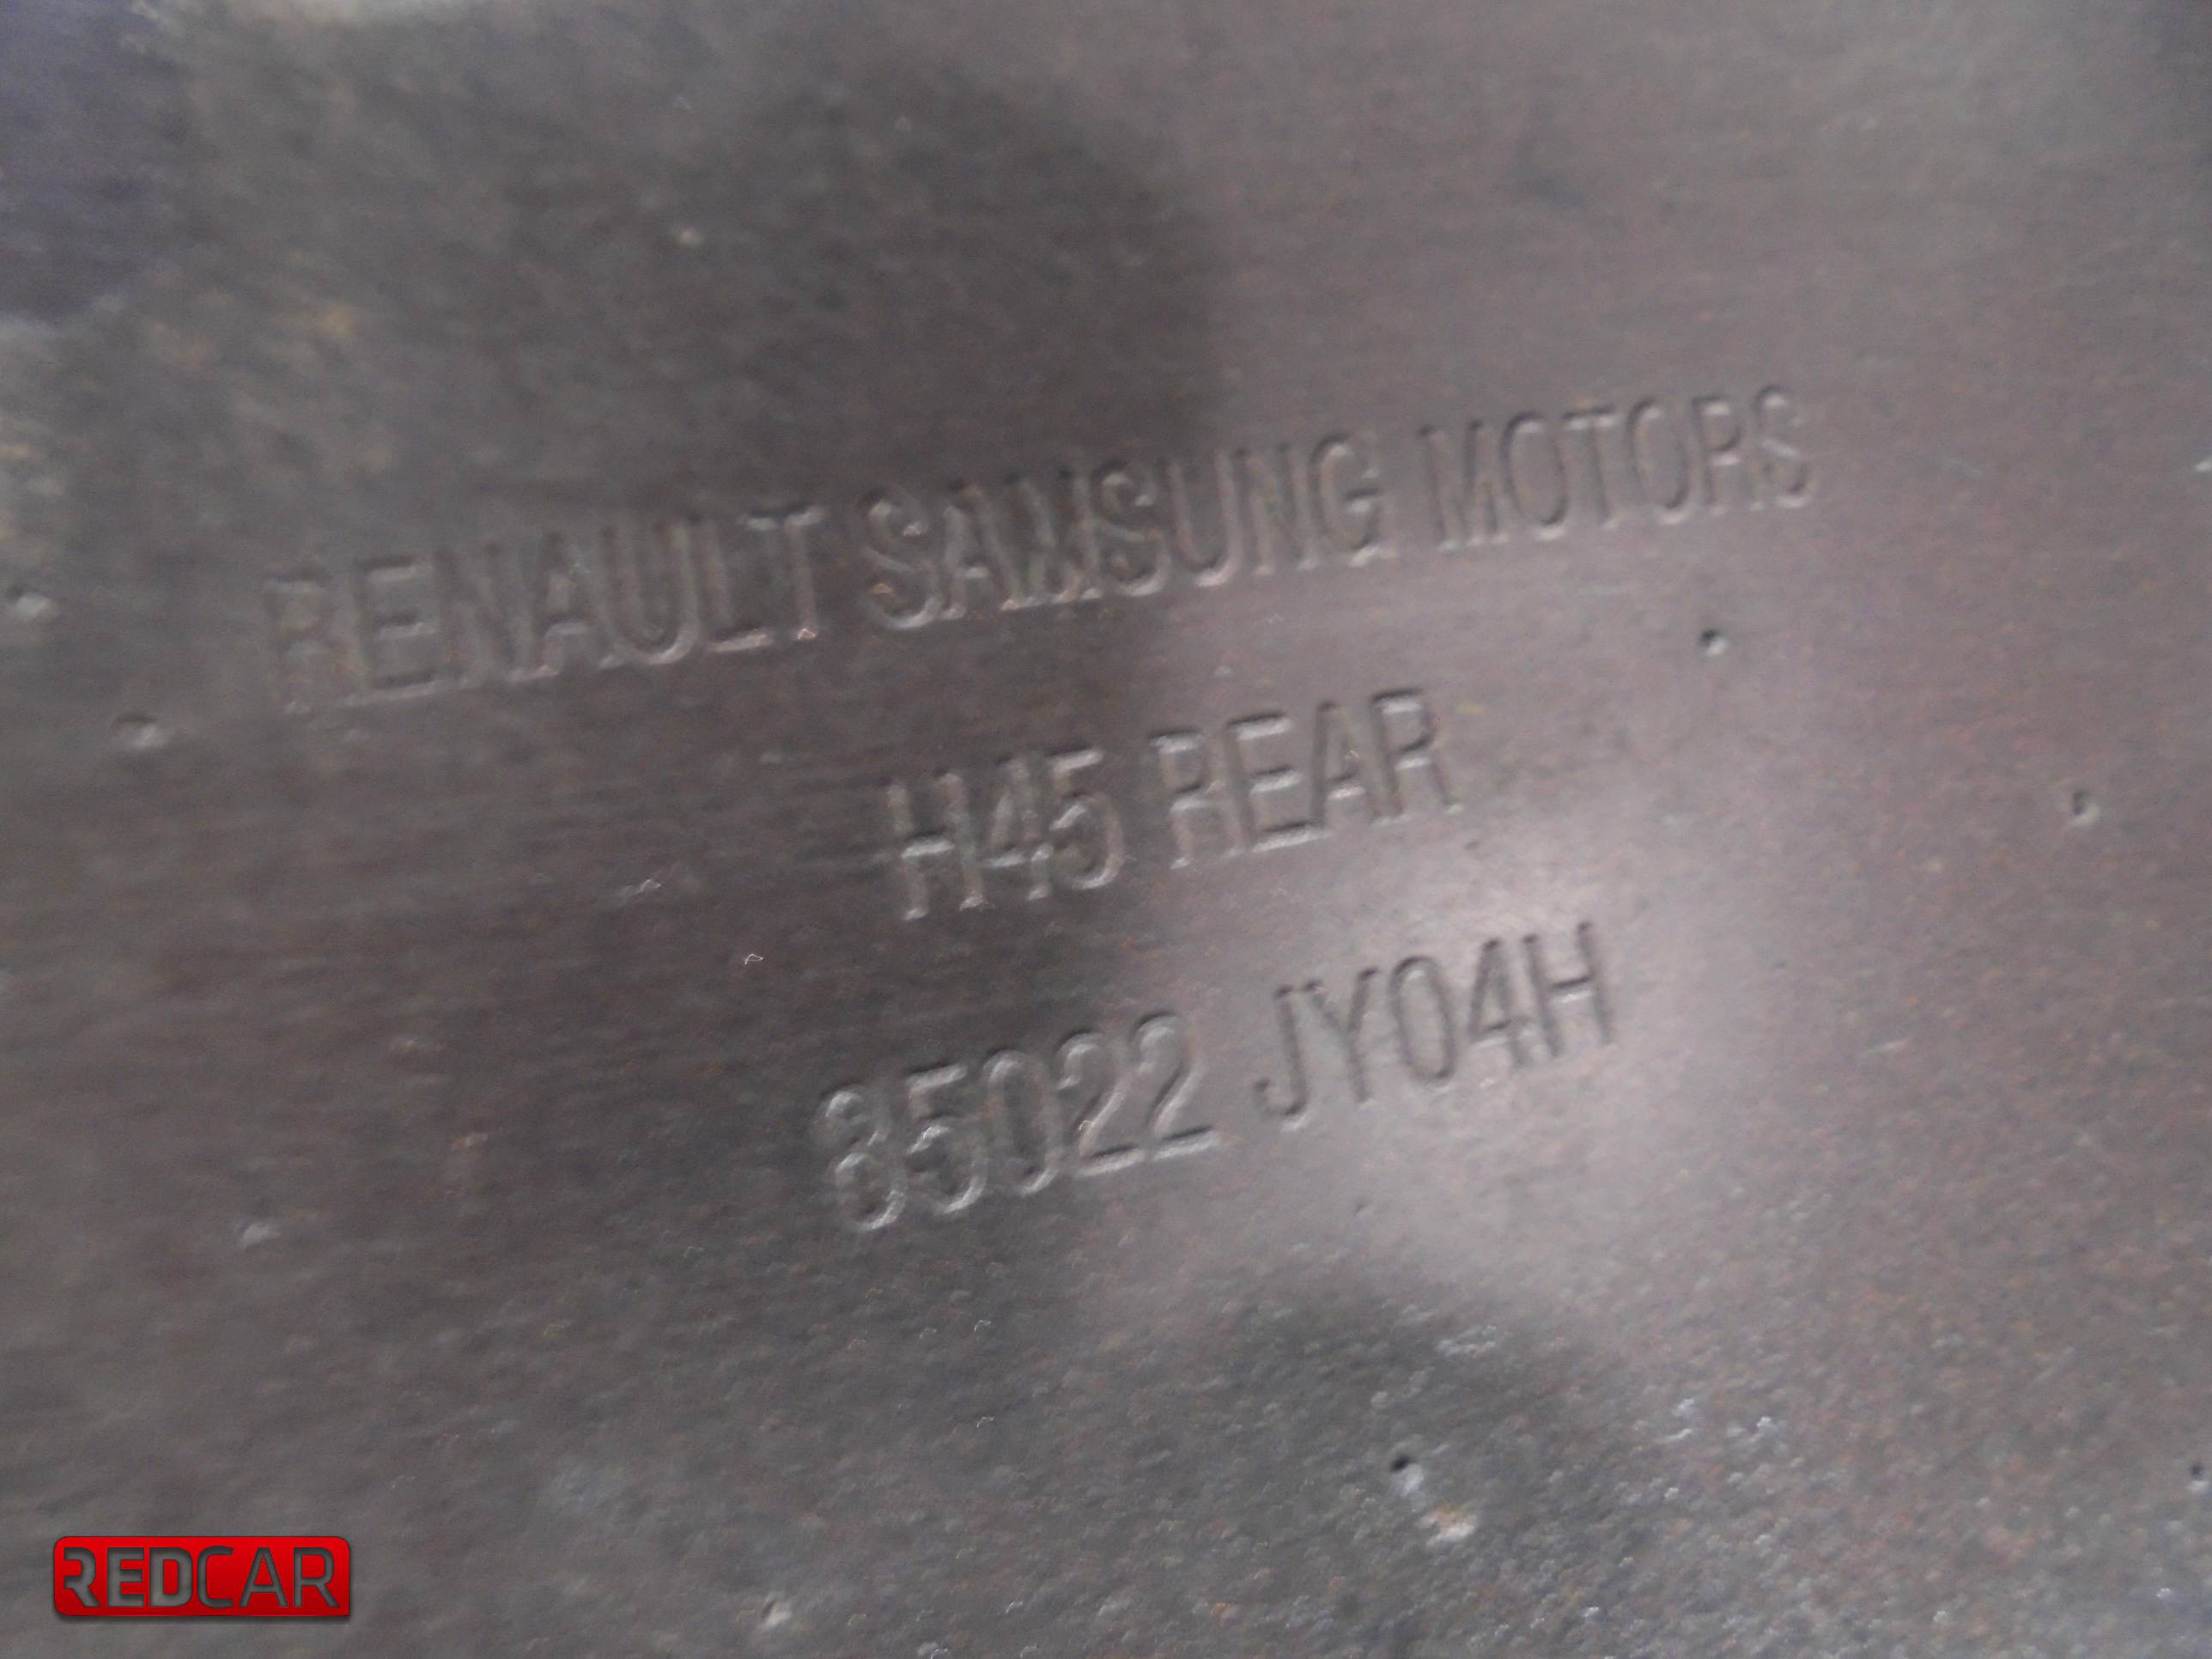 RENAULT SAMSUNG MOTORS
H45 REAR
85022 JY04H
REDCAR